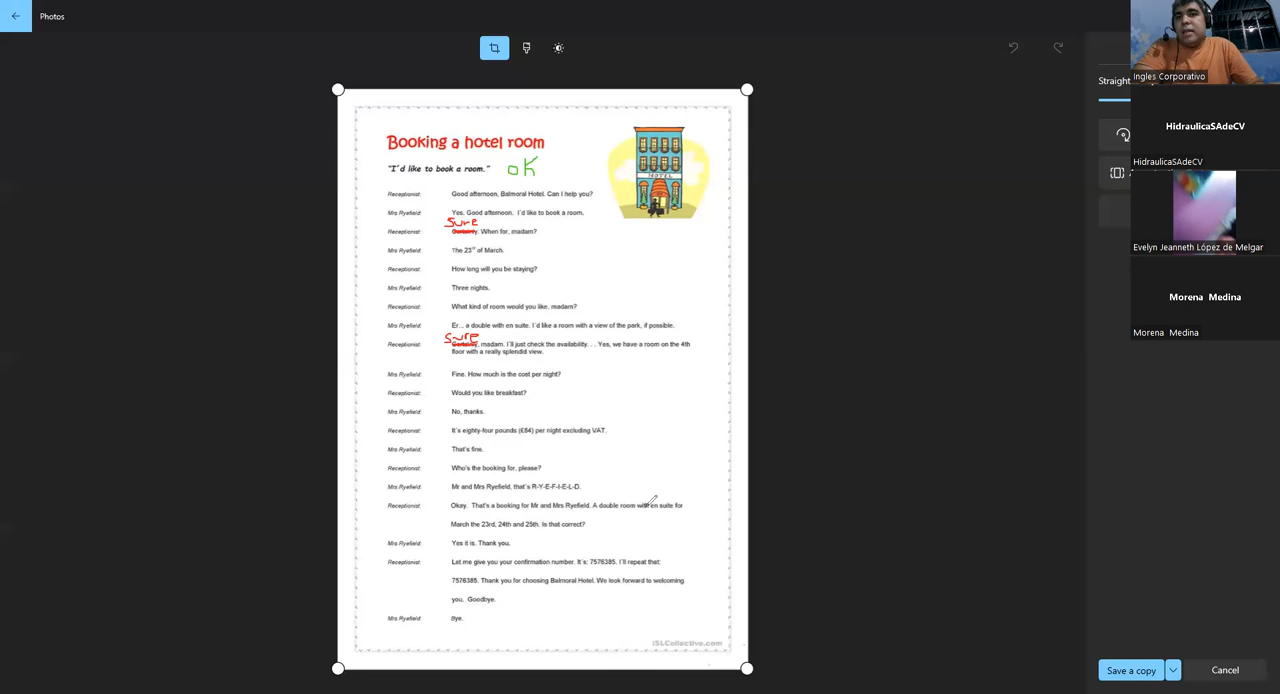 Photos
Ingles Corporativo
Straight
HidraulicaSAdeCV
HidraulicaSAdeCV
Evelyn Jeanneth López de Melgar
Morena Medina
Morena Medina
Booking a hotel room
"I'd like to book a room."
oK
HOTEL
Receptionist: Good afternoon, Balmoral Hotel. Can I help you?
Mrs Ryefield: Yes. Good afternoon. I'd like to book a room.
Sure
Receptionist: Certainly. When for, madam?
Mrs Ryefield: The 23rd of March.
Receptionist: How long will you be staying?
Mrs Ryefield: Three nights.
Receptionist: What kind of room would you like, madam?
Mrs Ryefield: Er... a double with en suite. I'd like a room with a view of the park, if possible.
Sure
Receptionist: Certainly, madam. I'll just check the availability. . . Yes, we have a room on the 4th
floor with a really splendid view.
Mrs Ryefield: Fine. How much is the cost per night?
Receptionist: Would you like breakfast?
Mrs Ryefield: No, thanks.
Receptionist: It's eighty-four pounds (£84) per night excluding VAT.
Mrs Ryefield: That's fine.
Receptionist: Who's the booking for, please?
Mrs Ryefield: Mr and Mrs Ryefield, that's R-Y-E-F-I-E-L-D.
Receptionist: Okay. That's a booking for Mr and Mrs Ryefield. A double room with en suite for
March the 23rd, 24th and 25th. Is that correct?
Mrs Ryefield: Yes it is. Thank you.
Receptionist: Let me give you your confirmation number. It's: 7576385. I'll repeat that:
7576385. Thank you for choosing Balmoral Hotel. We look forward to welcoming
you. Goodbye.
Mrs Ryefield: Bye.
iSLCollective.com
Save a copy
Cancel